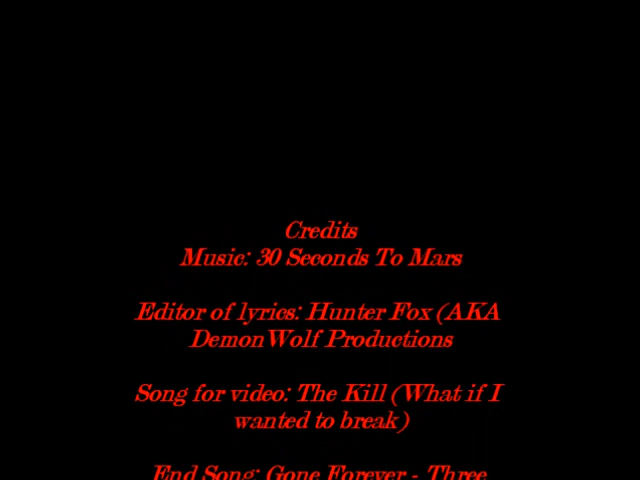 Credits
Music: 30 Seconds To Mars
Editor of lyrics: Hunter Fox (AKA
DemonWolf Productions
Song for video: The Kill (What if I
wanted to break)
End Song: Gone Forever - Three